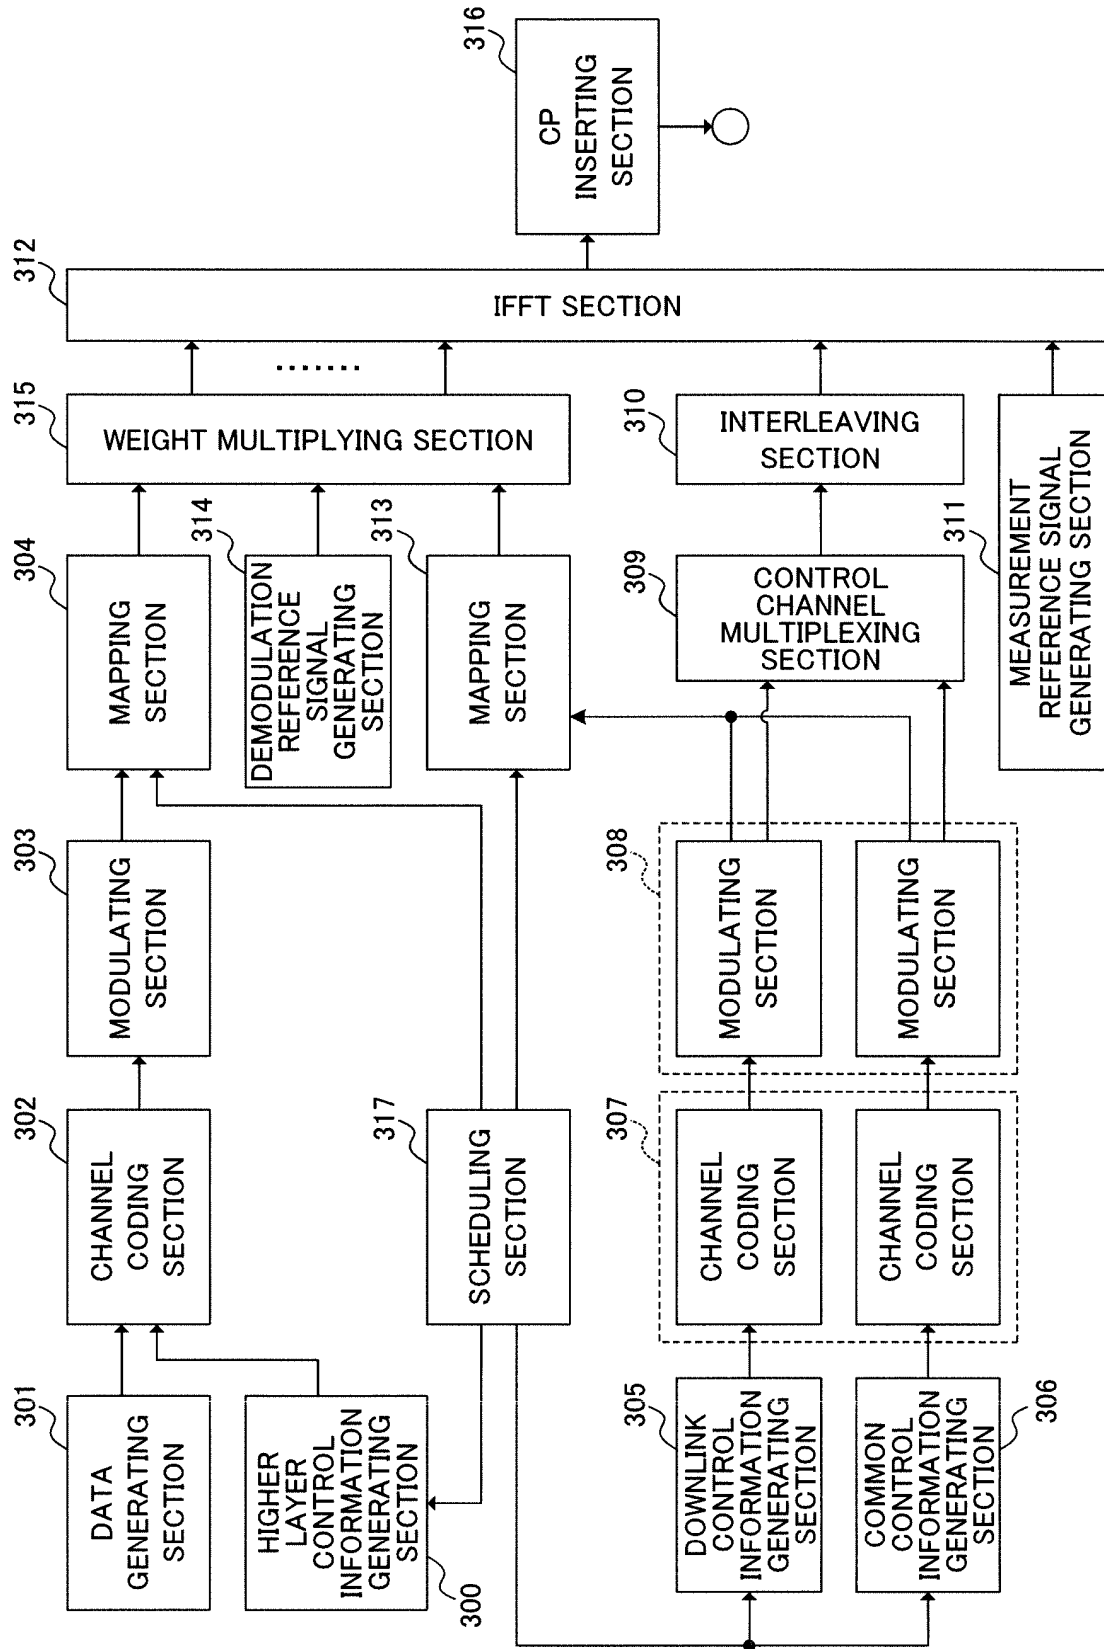 301
DATA
GENERATING
SECTION
302
CHANNEL
CODING
SECTION
303
MODULATING
SECTION
304
MAPPING
SECTION
315
WEIGHT MULTIPLYING SECTION
312
IFFT SECTION
316
CP
INSERTING
SECTION
HIGHER
LAYER
CONTROL
INFORMATION
GENERATING
SECTION
300
314
DEMODULATION
REFERENCE
SIGNAL
GENERATING
SECTION
317
SCHEDULING
SECTION
313
MAPPING
SECTION
305
DOWNLINK
CONTROL
INFORMATION
GENERATING
SECTION
307
CHANNEL
CODING
SECTION
308
MODULATING
SECTION
309
CONTROL
CHANNEL
MULTIPLEXING
SECTION
310
INTERLEAVING
SECTION
COMMON
CONTROL
INFORMATION
GENERATING
SECTION
306
CHANNEL
CODING
SECTION
MODULATING
SECTION
311
MEASUREMENT
REFERENCE SIGNAL
GENERATING SECTION